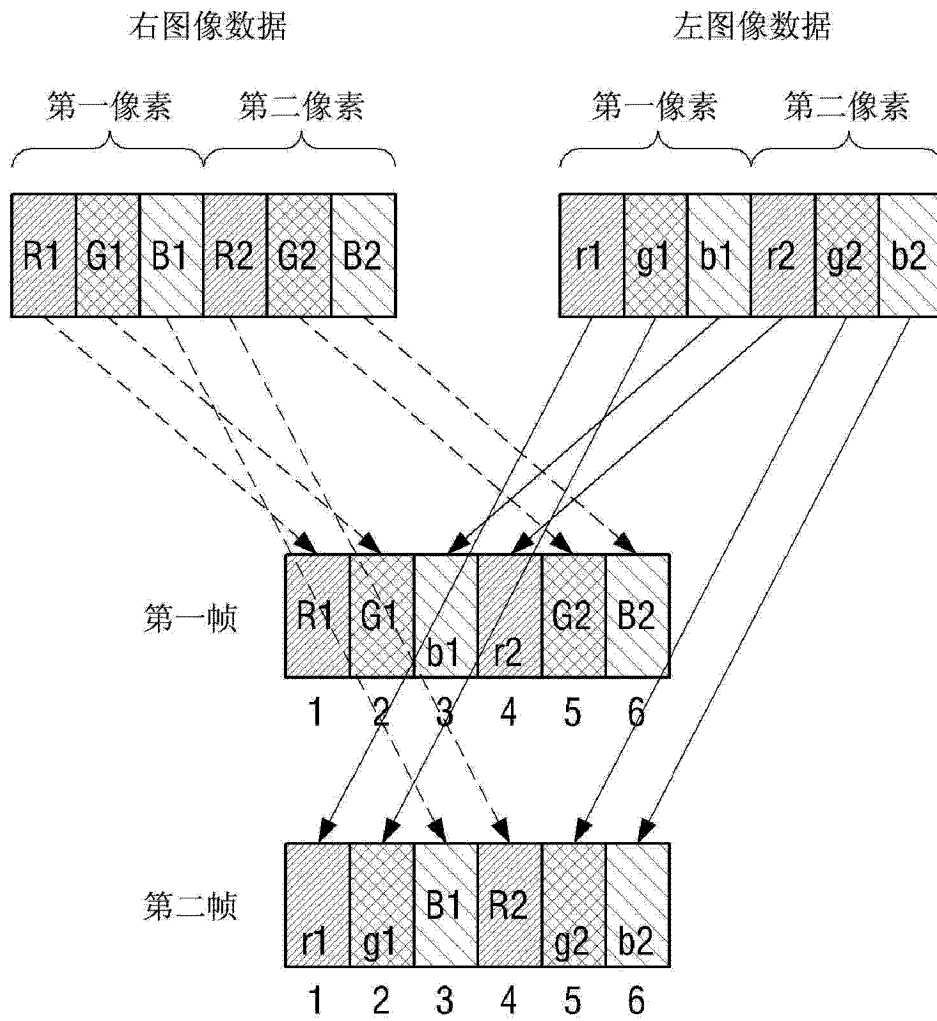 右图像数据 左图像数据
第一像素 第二像素 第一像素 第二像素
R1 G1 B1 R2 G2 B2 r1 g1 b1 r2 g2 b2
第一帧 R1 G1 b1 r2 G2 B2
1 2 3 4 5 6
第二帧 r1 g1 B1 R2 g2 b2
1 2 3 4 5 6